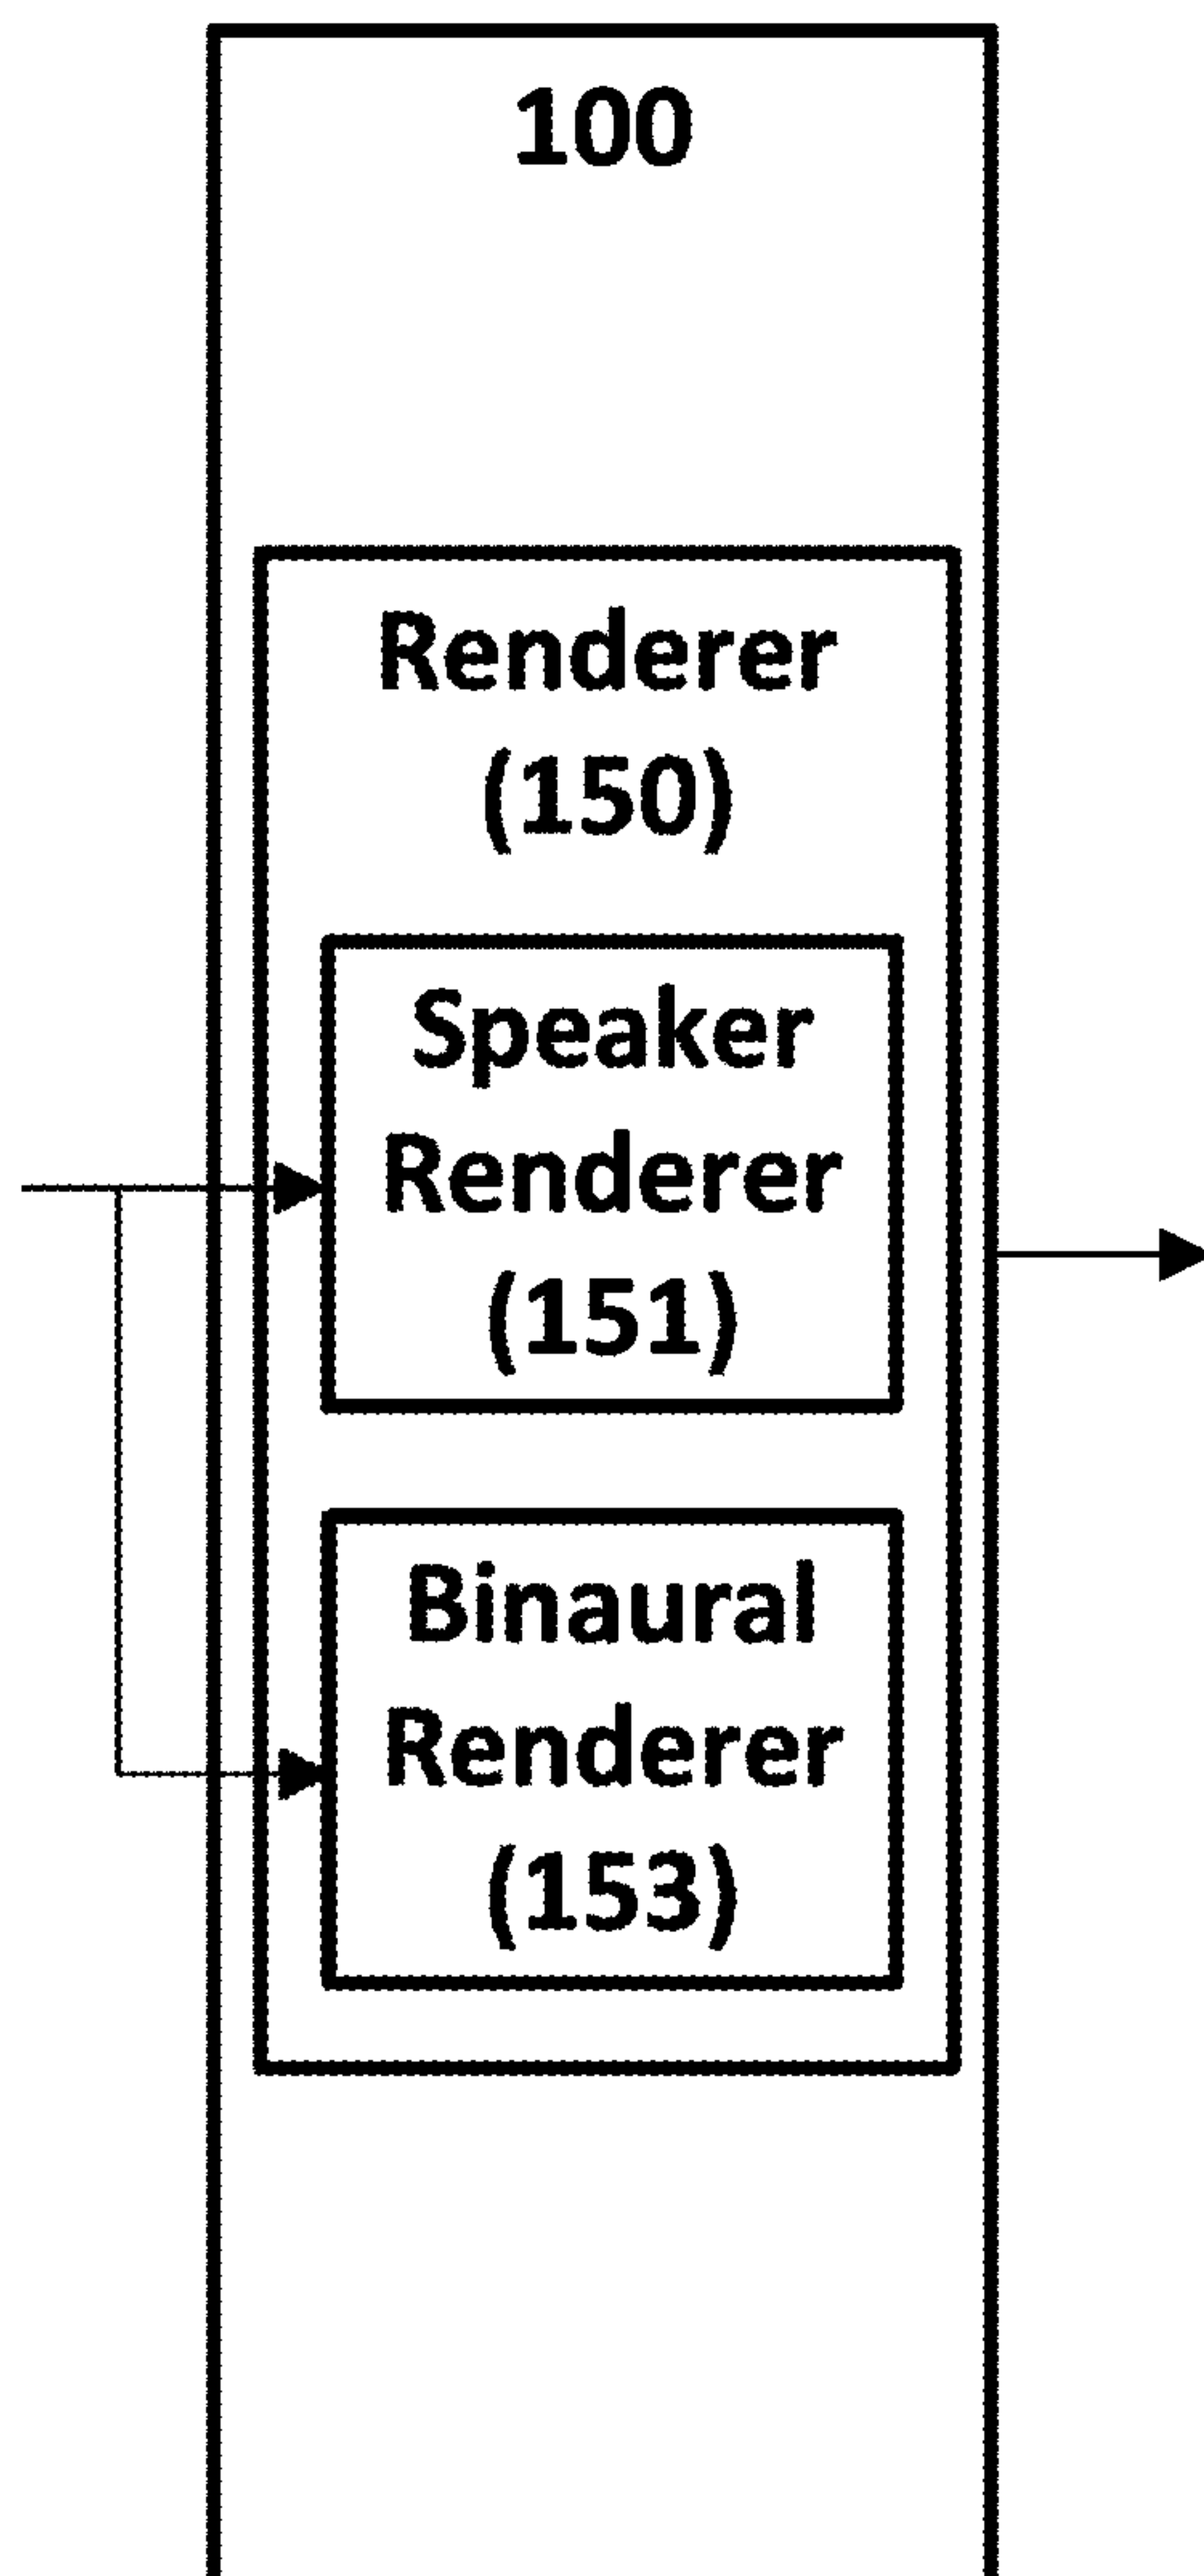 100
Renderer
(150)
Speaker
Renderer
(151)
Binaural
Renderer
(153)